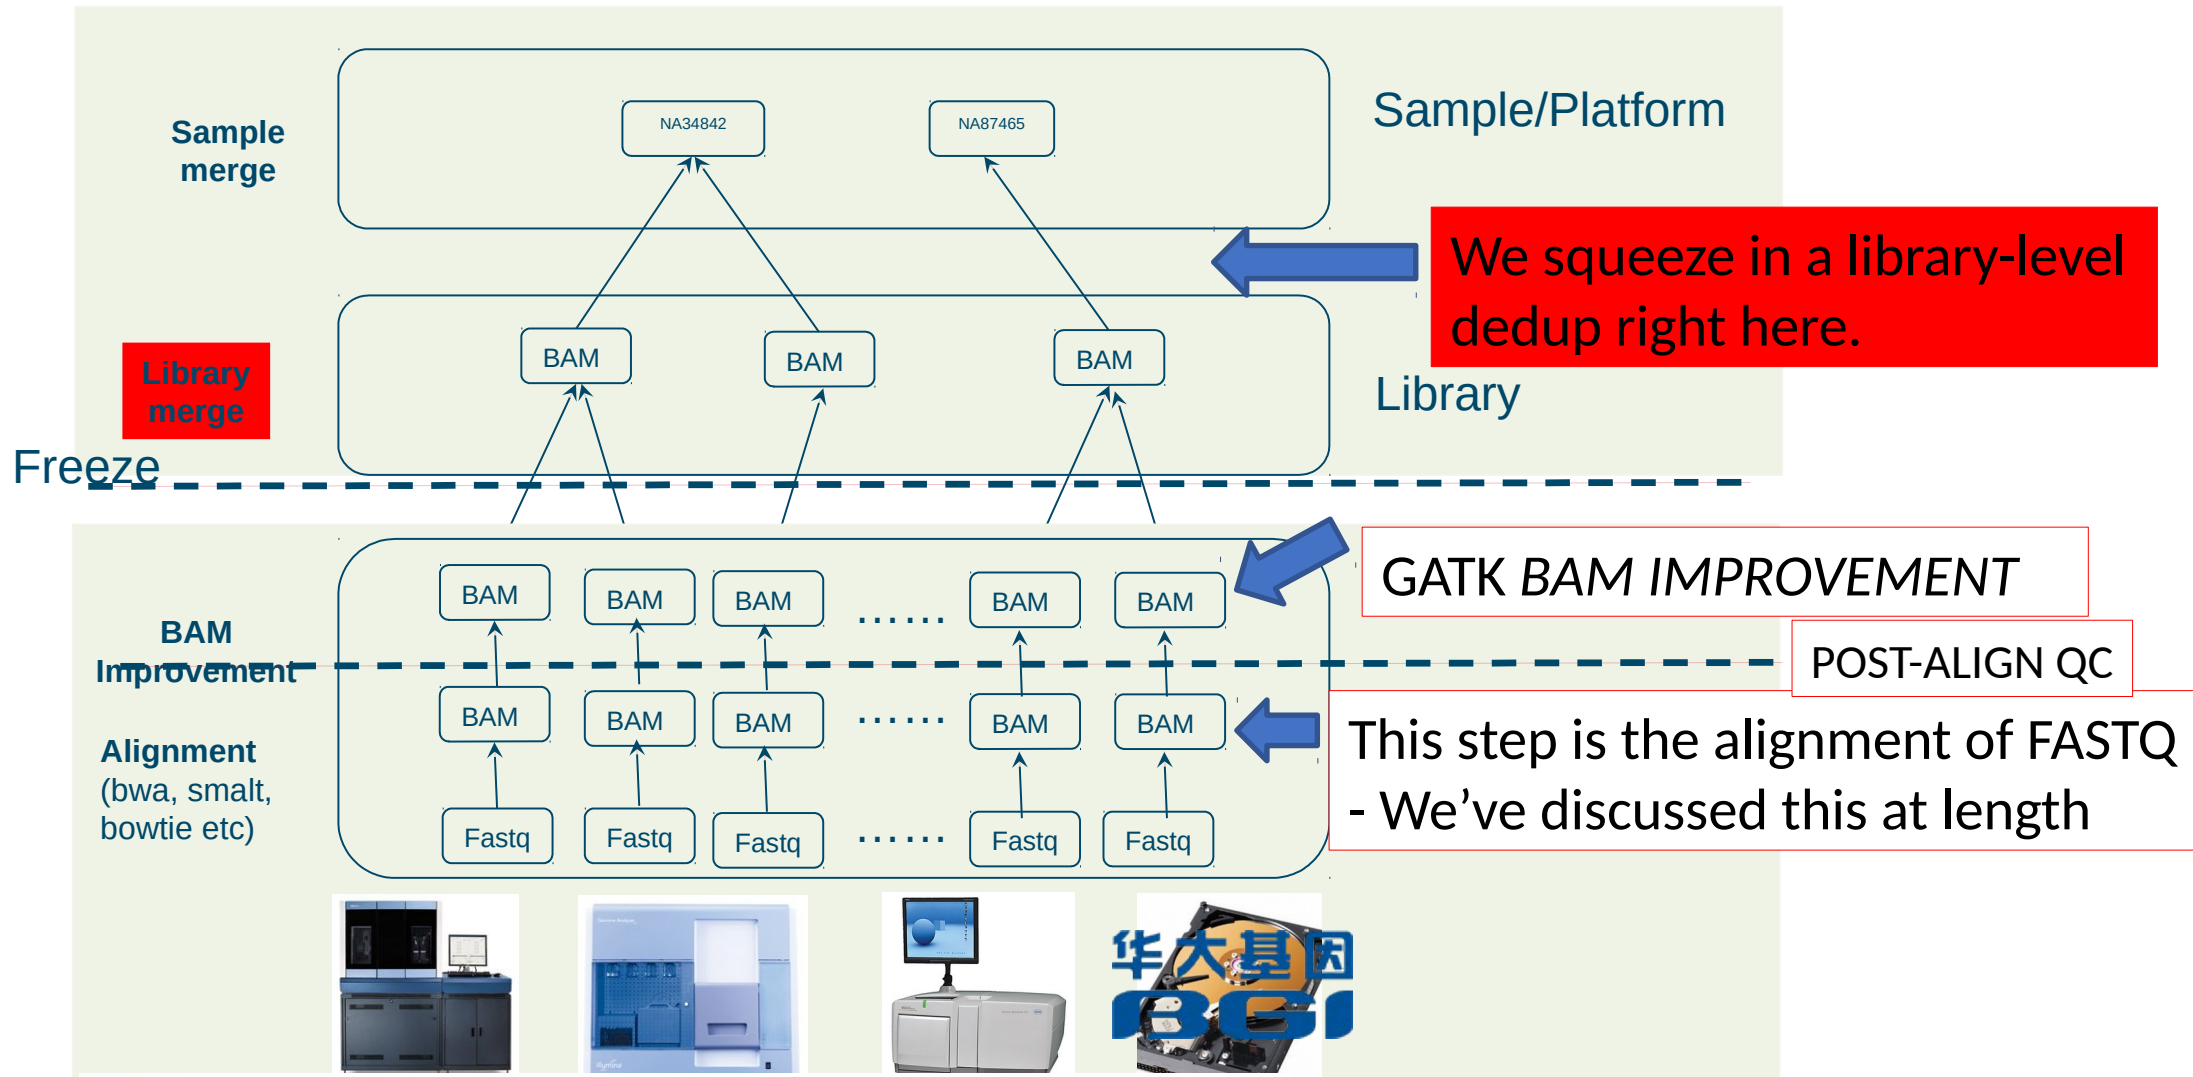 Sample
merge
NA34842
NA87465
Sample/Platform
We squeeze in a library-level
dedup right here.
Library
merge
BAM
BAM
BAM
Library
Freeze
GATK BAM IMPROVEMENT
BAM
Improvement
BAM
BAM
BAM
......
BAM
BAM
POST-ALIGN QC
BAM
BAM
BAM
......
BAM
BAM
This step is the alignment of FASTQ
- We’ve discussed this at length
Alignment
(bwa, smalt,
bowtie etc)
Fastq
Fastq
Fastq
......
Fastq
Fastq
华大基因
BGI